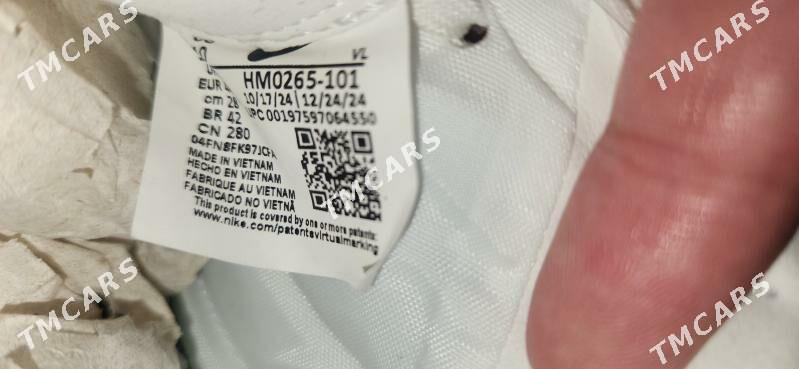 VL
EUR
HM0265-101
cm 28
10/17/24 | 12/24/24
BR 42
UPC 00197597064550
CN 280
04FN8FK97JCFA
MADE IN VIETNAM
HECHO EN VIETNAM
FABRIQUE AU VIETNAM
FABRICADO NO VIETNÃ
This product is covered by one or more patents:
www.nike.com/patentsvirtualmarking
TMCARS
TMCARS
TMCARS
TMCARS
TMCARS